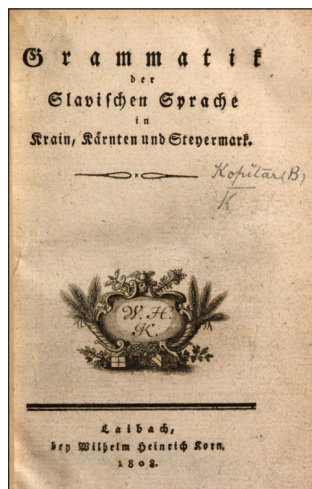 Grammatik
der
Slavischen Sprache
in
Krain, Kärnten und Steyermark.
Kopitar (B)
K
W. H.
K.
Laibach,
bey Wilhelm Heinrich Korn.
1808.